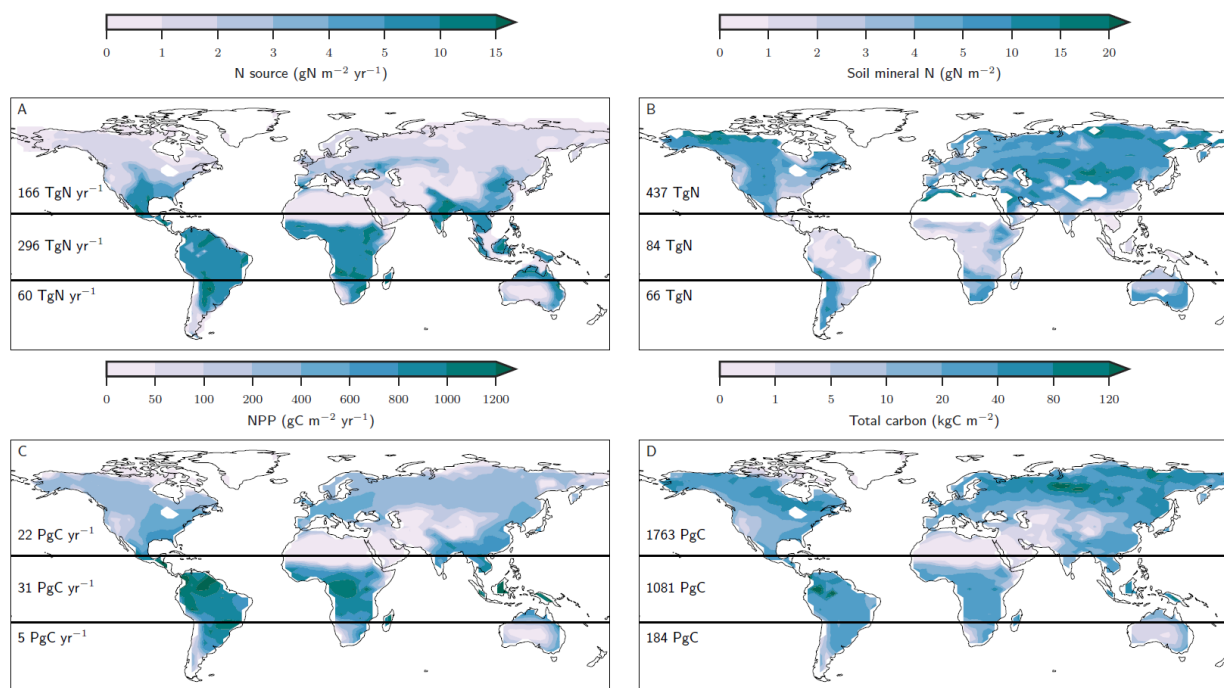 0 1 2 3 4 5 10 15
N source (gN m⁻² yr⁻¹)
0 1 2 3 4 5 10 15 20
Soil mineral N (gN m⁻²)
A
166 TgN yr⁻¹
296 TgN yr⁻¹
60 TgN yr⁻¹
B
437 TgN
84 TgN
66 TgN
0 50 100 200 400 600 800 1000 1200
NPP (gC m⁻² yr⁻¹)
0 1 5 10 20 40 80 120
Total carbon (kgC m⁻²)
C
22 PgC yr⁻¹
31 PgC yr⁻¹
5 PgC yr⁻¹
D
1763 PgC
1081 PgC
184 PgC